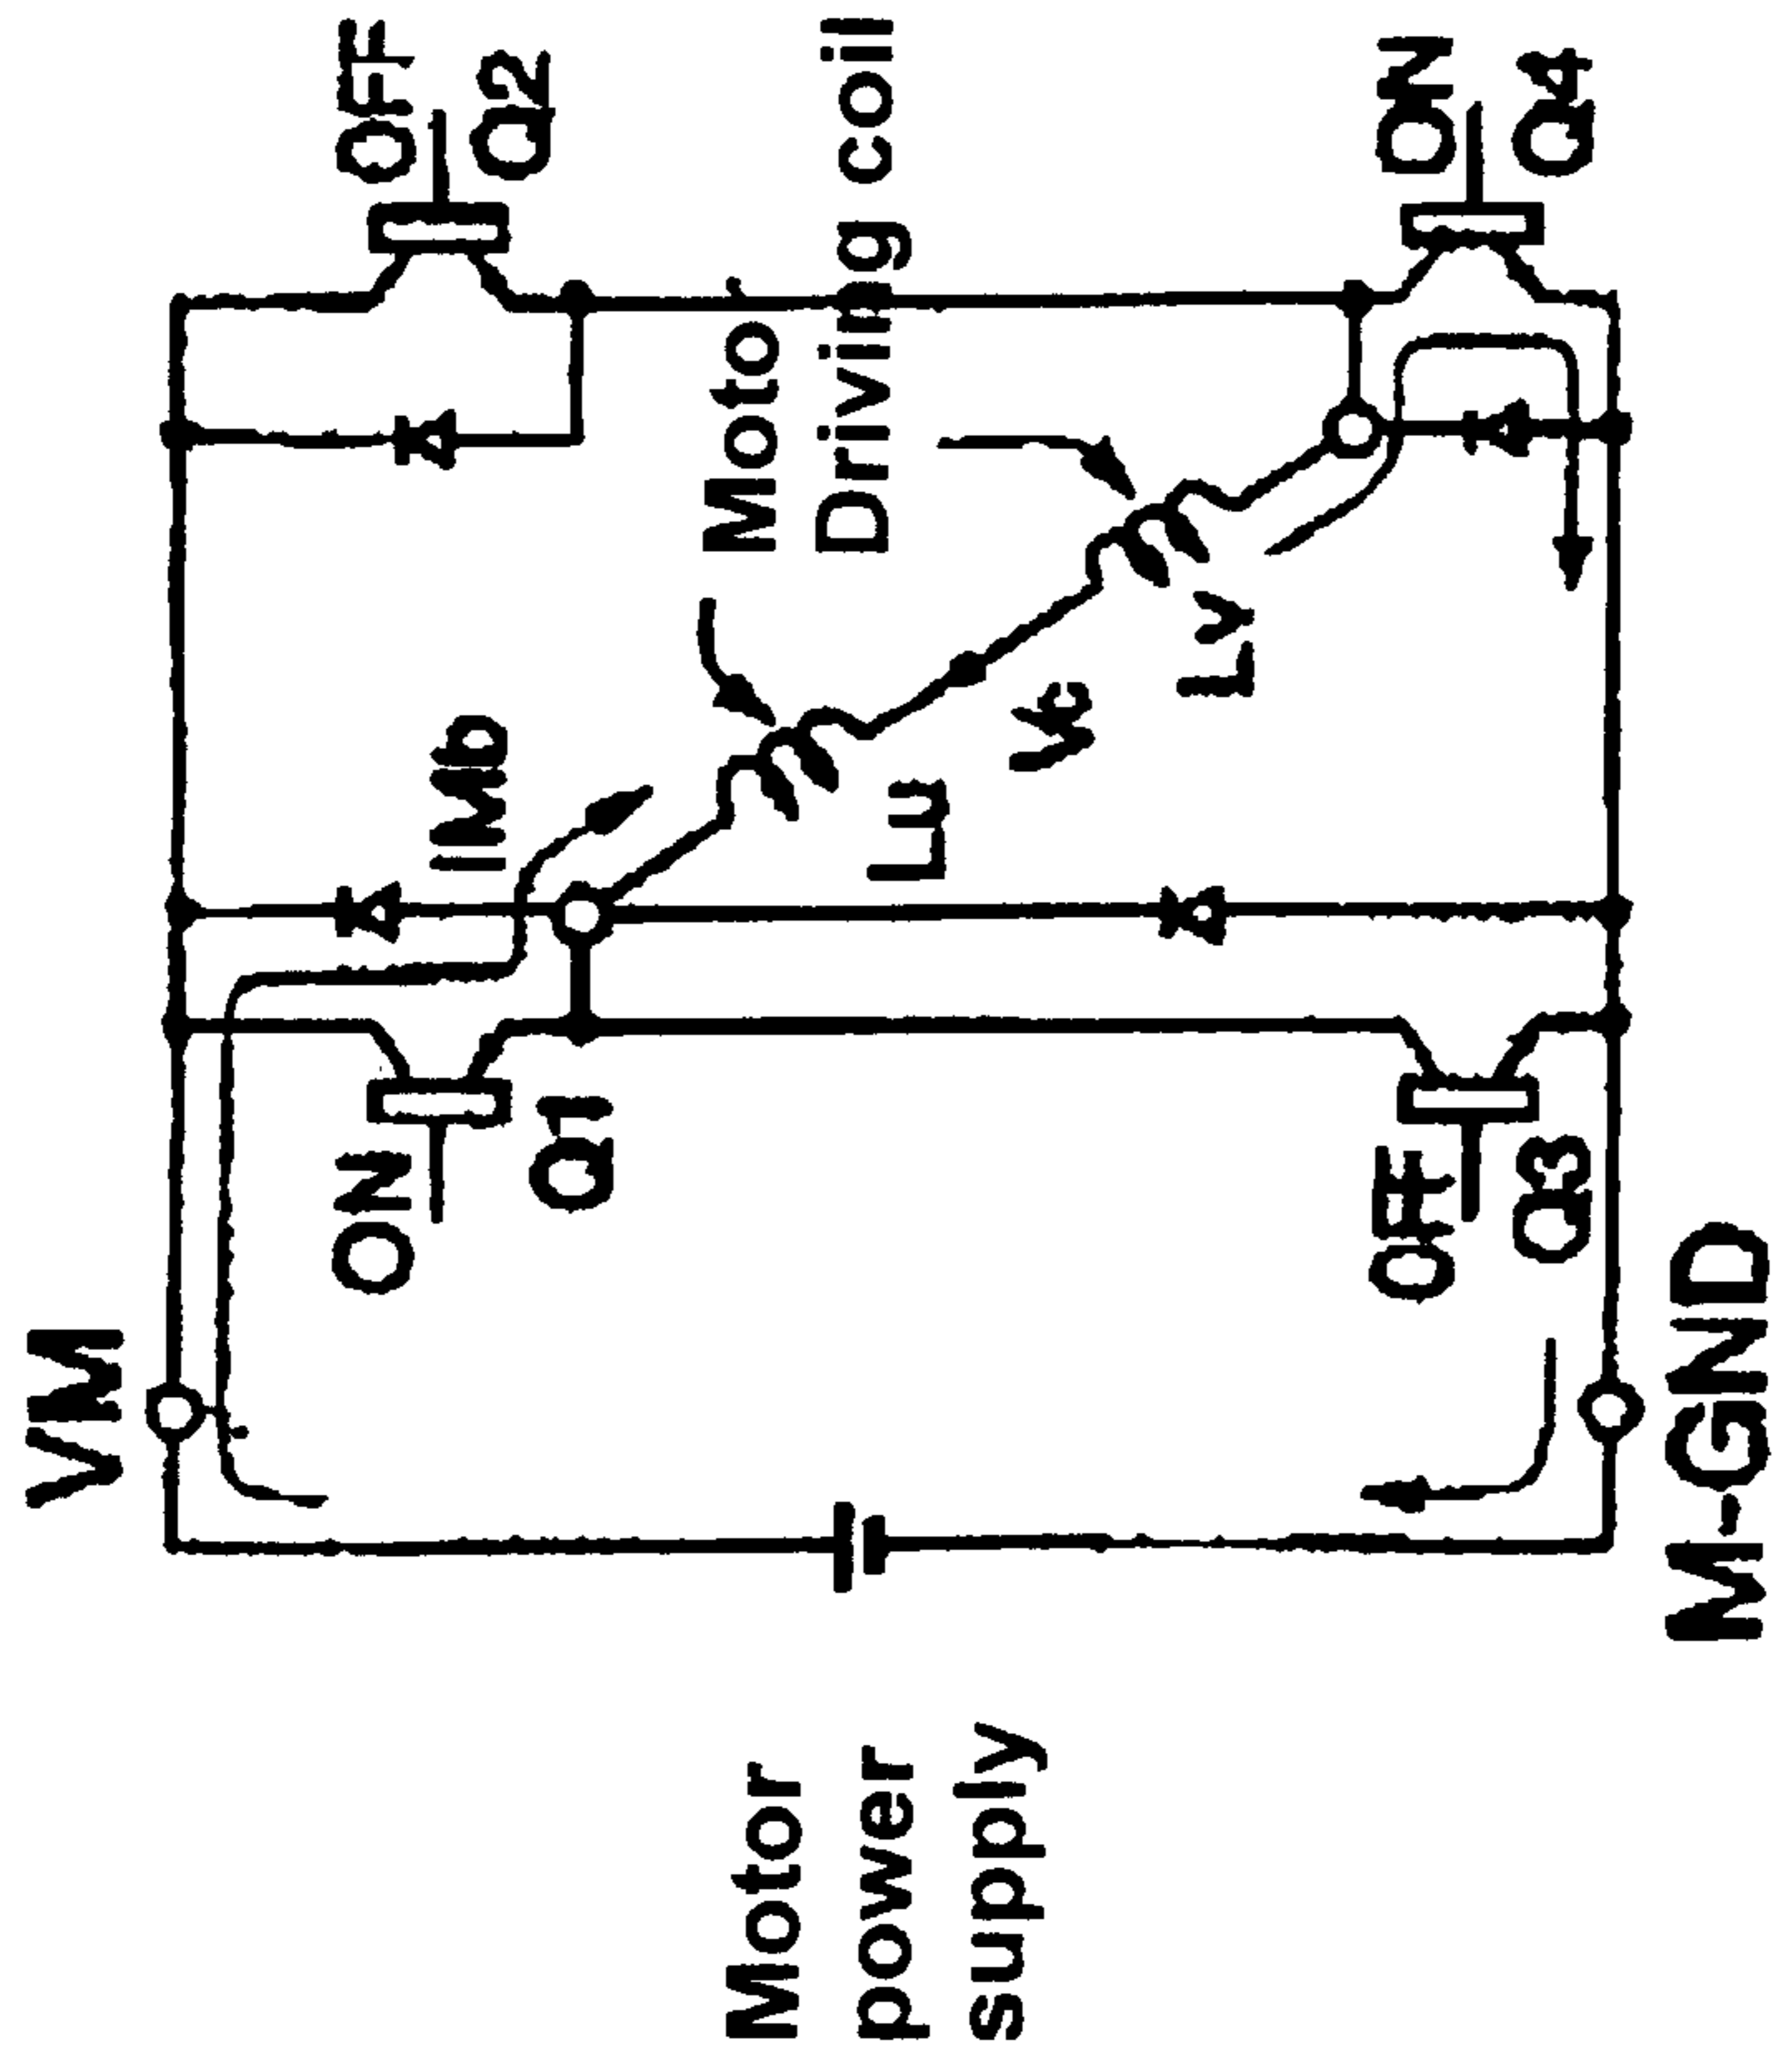 VM
ON
Q1
OFF
Q2
IMb
Motor
Driving coil
Lu
Vc
Lv
Motor
power
supply
OFF
Q3
ON
Q4
M-GND